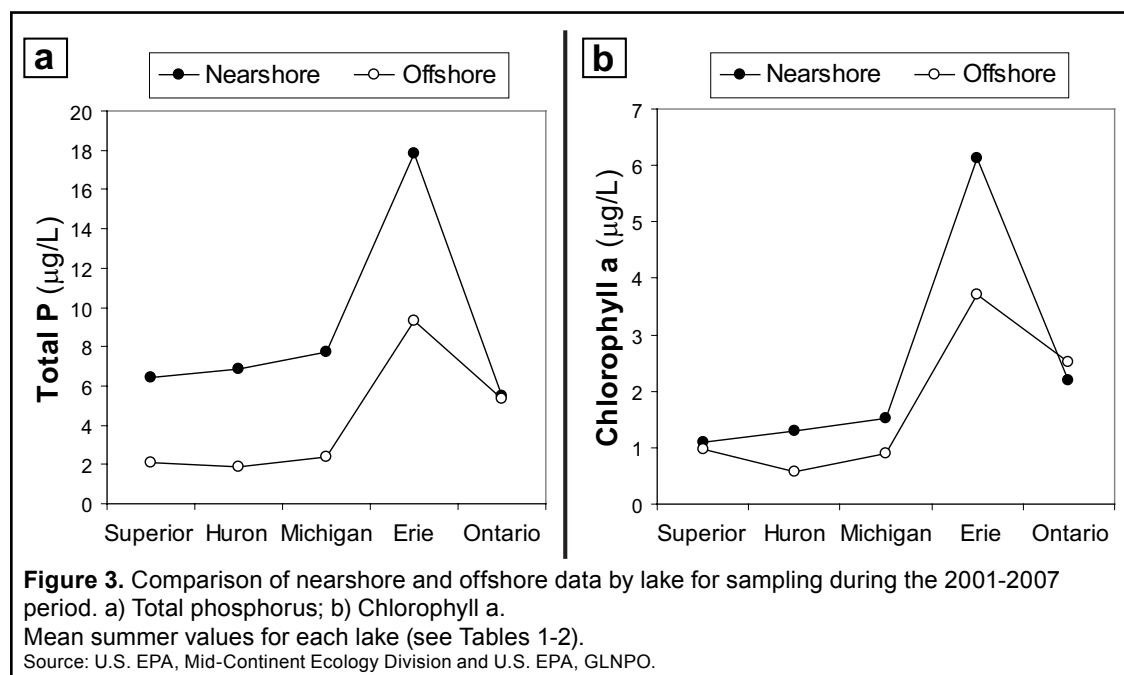 a
Nearshore Offshore
Total P (µg/L)
20
18
16
14
12
10
8
6
4
2
0
Superior Huron Michigan Erie Ontario
b
Nearshore Offshore
Chlorophyll a (µg/L)
7
6
5
4
3
2
1
0
Superior Huron Michigan Erie Ontario
Figure 3. Comparison of nearshore and offshore data by lake for sampling during the 2001-2007
period. a) Total phosphorus; b) Chlorophyll a.
Mean summer values for each lake (see Tables 1-2).
Source: U.S. EPA, Mid-Continent Ecology Division and U.S. EPA, GLNPO.